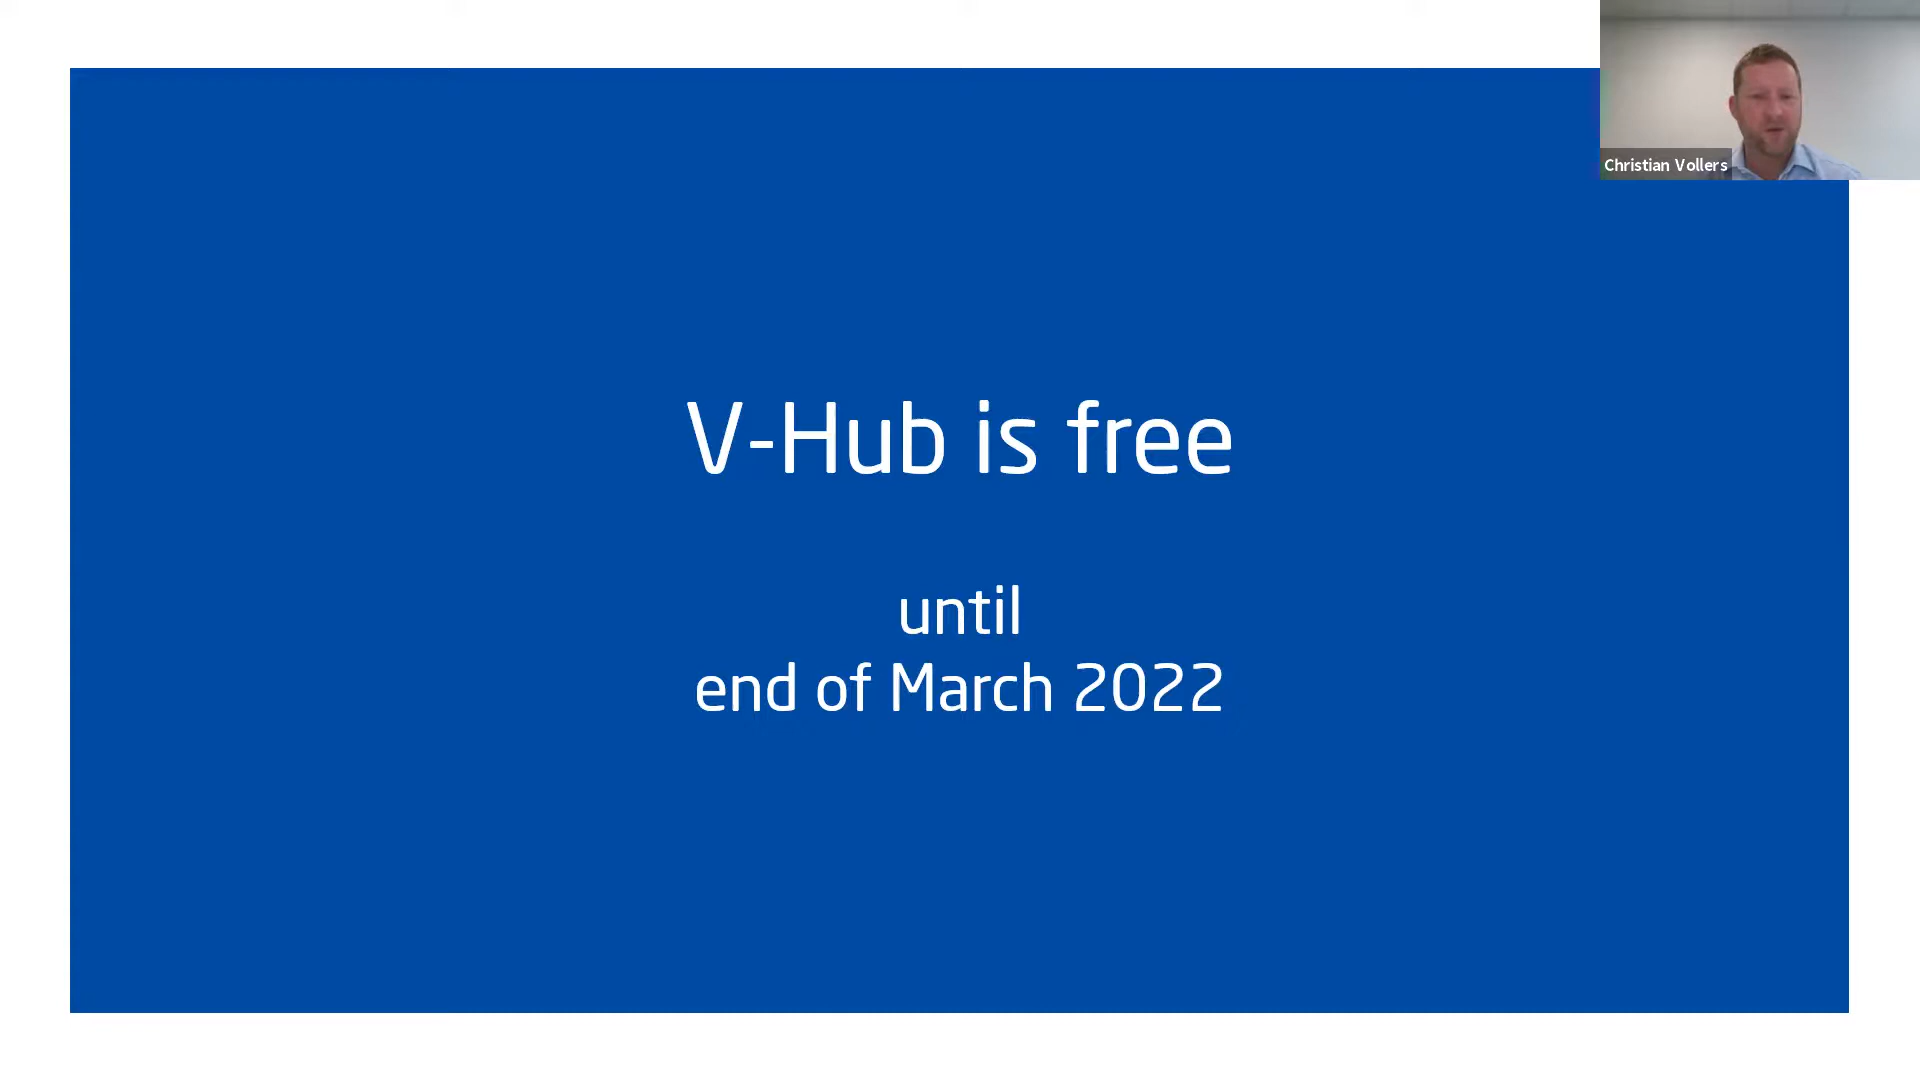 Christian Vollers
V-Hub is free
until
end of March 2022